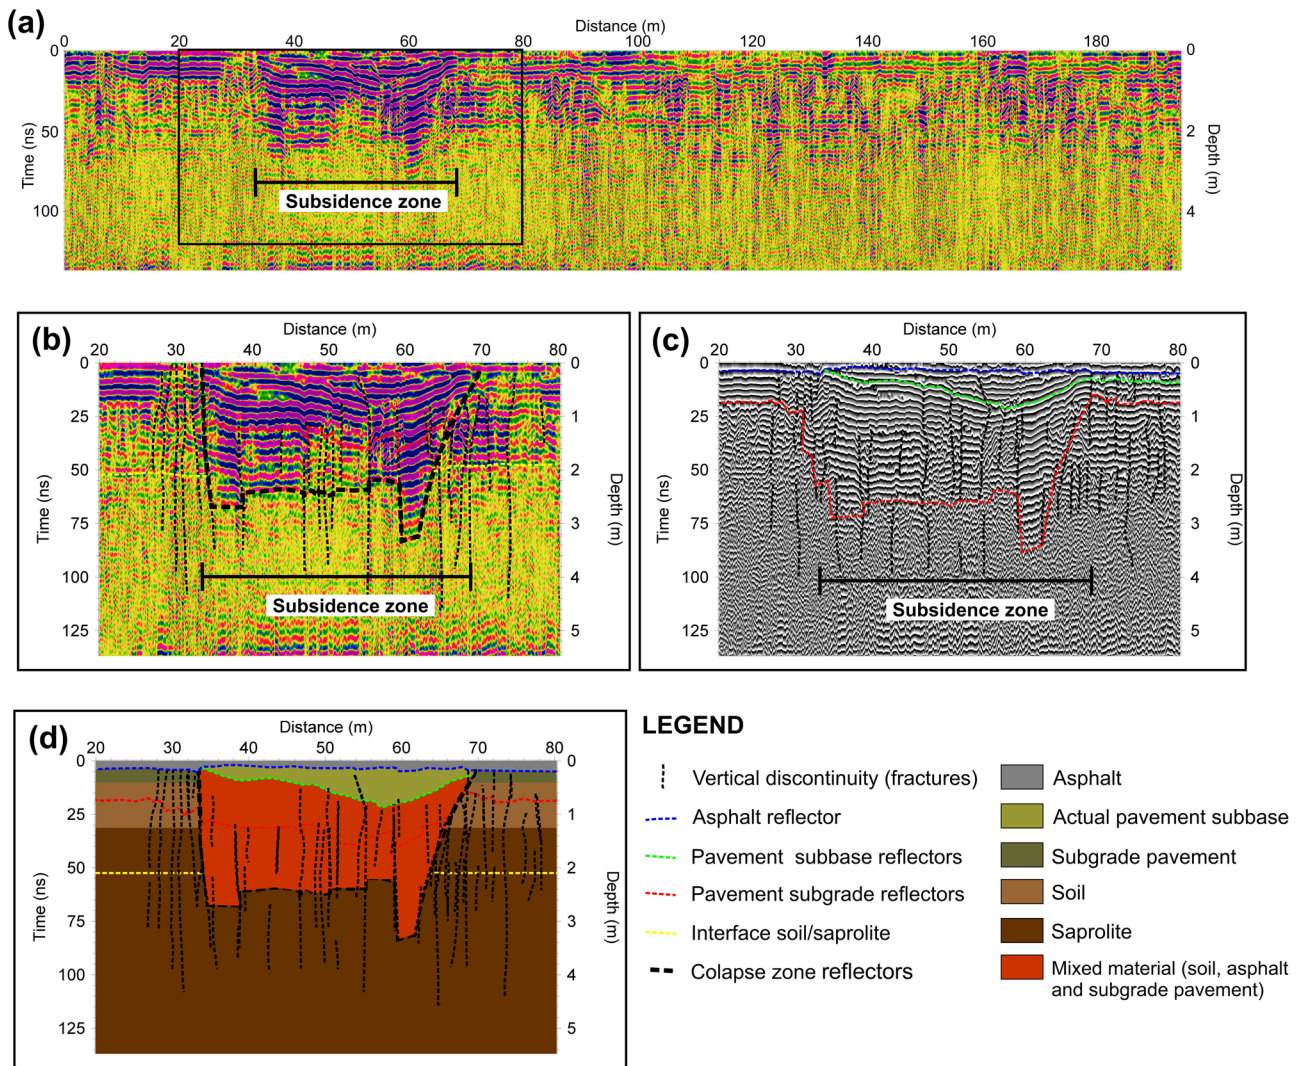 (a)
Distance (m)
0 20 40 60 80 100 120 140 160 180
0
50
100
Time (ns)
0
2
4
Depth (m)
Subsidence zone
(b)
Distance (m)
20 30 40 50 60 70 80
0
25
50
75
100
125
Time (ns)
0
1
2
3
4
5
Depth (m)
Subsidence zone
(c)
Distance (m)
20 30 40 50 60 70 80
0
25
50
75
100
125
Time (ns)
0
1
2
3
4
5
Depth (m)
Subsidence zone
(d)
Distance (m)
20 30 40 50 60 70 80
0
25
50
75
100
125
Time (ns)
0
1
2
3
4
5
Depth (m)
LEGEND
Vertical discontinuity (fractures)
Asphalt reflector
Pavement subbase reflectors
Pavement subgrade reflectors
Interface soil/saprolite
Colapse zone reflectors
Asphalt
Actual pavement subbase
Subgrade pavement
Soil
Saprolite
Mixed material (soil, asphalt
and subgrade pavement)